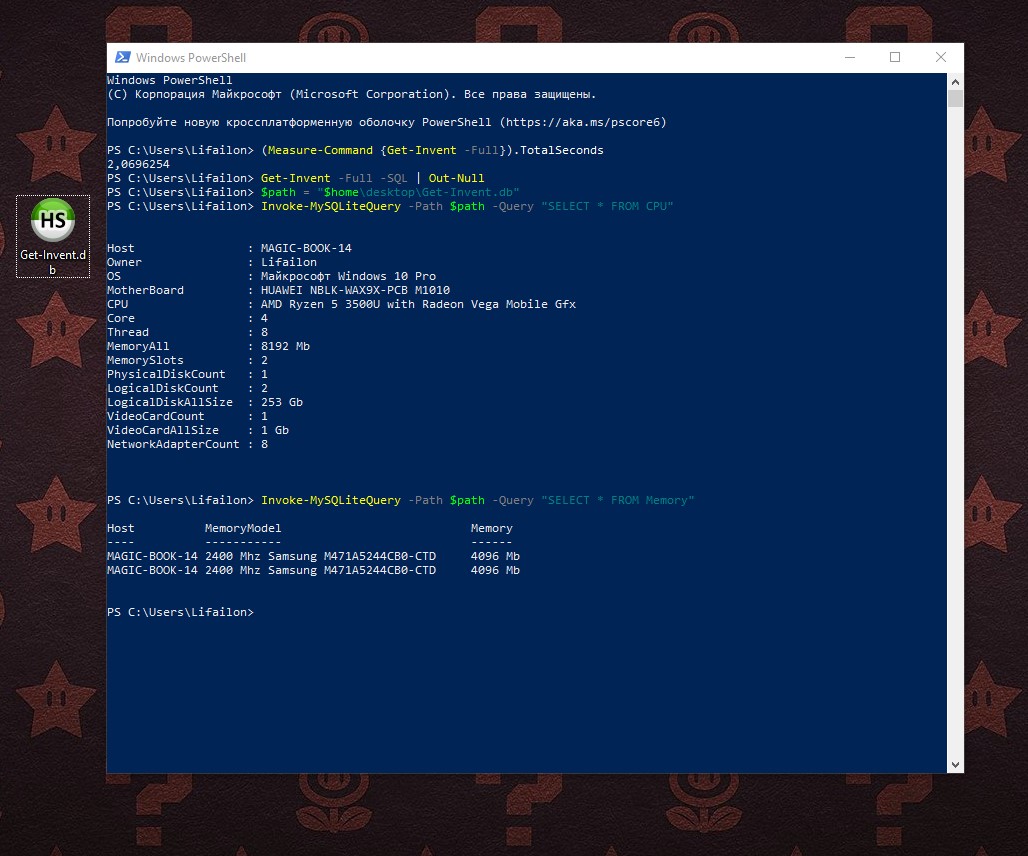 Windows PowerShell
Windows PowerShell
(C) Корпорация Майкрософт (Microsoft Corporation). Все права защищены.
Попробуйте новую кроссплатформенную оболочку PowerShell (https://aka.ms/pscore6)
PS C:\Users\Lifailon> (Measure-Command {Get-Invent -Full}).TotalSeconds
2,0696254
PS C:\Users\Lifailon> Get-Invent -Full -SQL | Out-Null
PS C:\Users\Lifailon> $path = "$home\desktop\Get-Invent.db"
PS C:\Users\Lifailon> Invoke-MySQLiteQuery -Path $path -Query "SELECT * FROM CPU"
Host : MAGIC-BOOK-14
Owner : Lifailon
OS : Майкрософт Windows 10 Pro
MotherBoard : HUAWEI NBLK-WAX9X-PCB M1010
CPU : AMD Ryzen 5 3500U with Radeon Vega Mobile Gfx
Core : 4
Thread : 8
MemoryAll : 8192 Mb
MemorySlots : 2
PhysicalDiskCount : 1
LogicalDiskCount : 2
LogicalDiskAllSize : 253 Gb
VideoCardCount : 1
VideoCardAllSize : 1 Gb
NetworkAdapterCount : 8
PS C:\Users\Lifailon> Invoke-MySQLiteQuery -Path $path -Query "SELECT * FROM Memory"
Host MemoryModel Memory
---- ----------- ------
MAGIC-BOOK-14 2400 Mhz Samsung M471A5244CB0-CTD 4096 Mb
MAGIC-BOOK-14 2400 Mhz Samsung M471A5244CB0-CTD 4096 Mb
PS C:\Users\Lifailon>
HS
Get-Invent.d
b